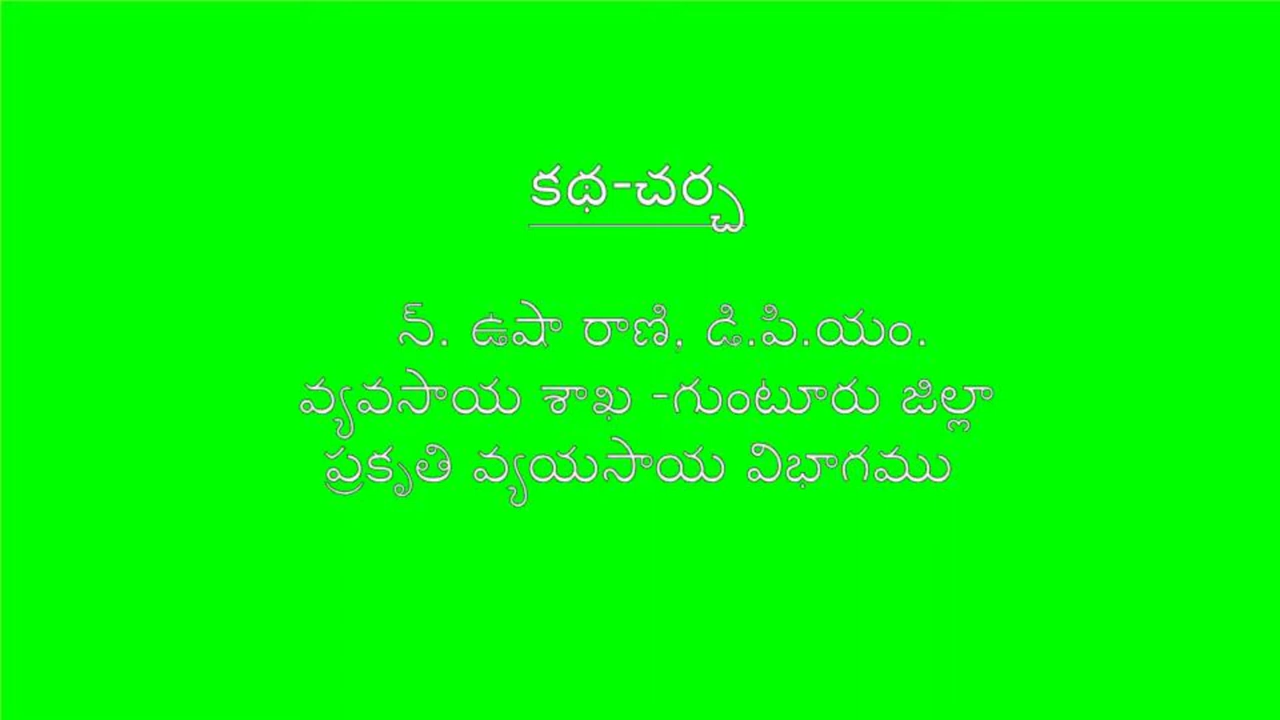 కథ-చర్చ
న్. ఉషా రాణి, డి.పి.యం.
వ్యవసాయ శాఖ -గుంటూరు జిల్లా
ప్రకృతి వ్యయసాయ విభాగము